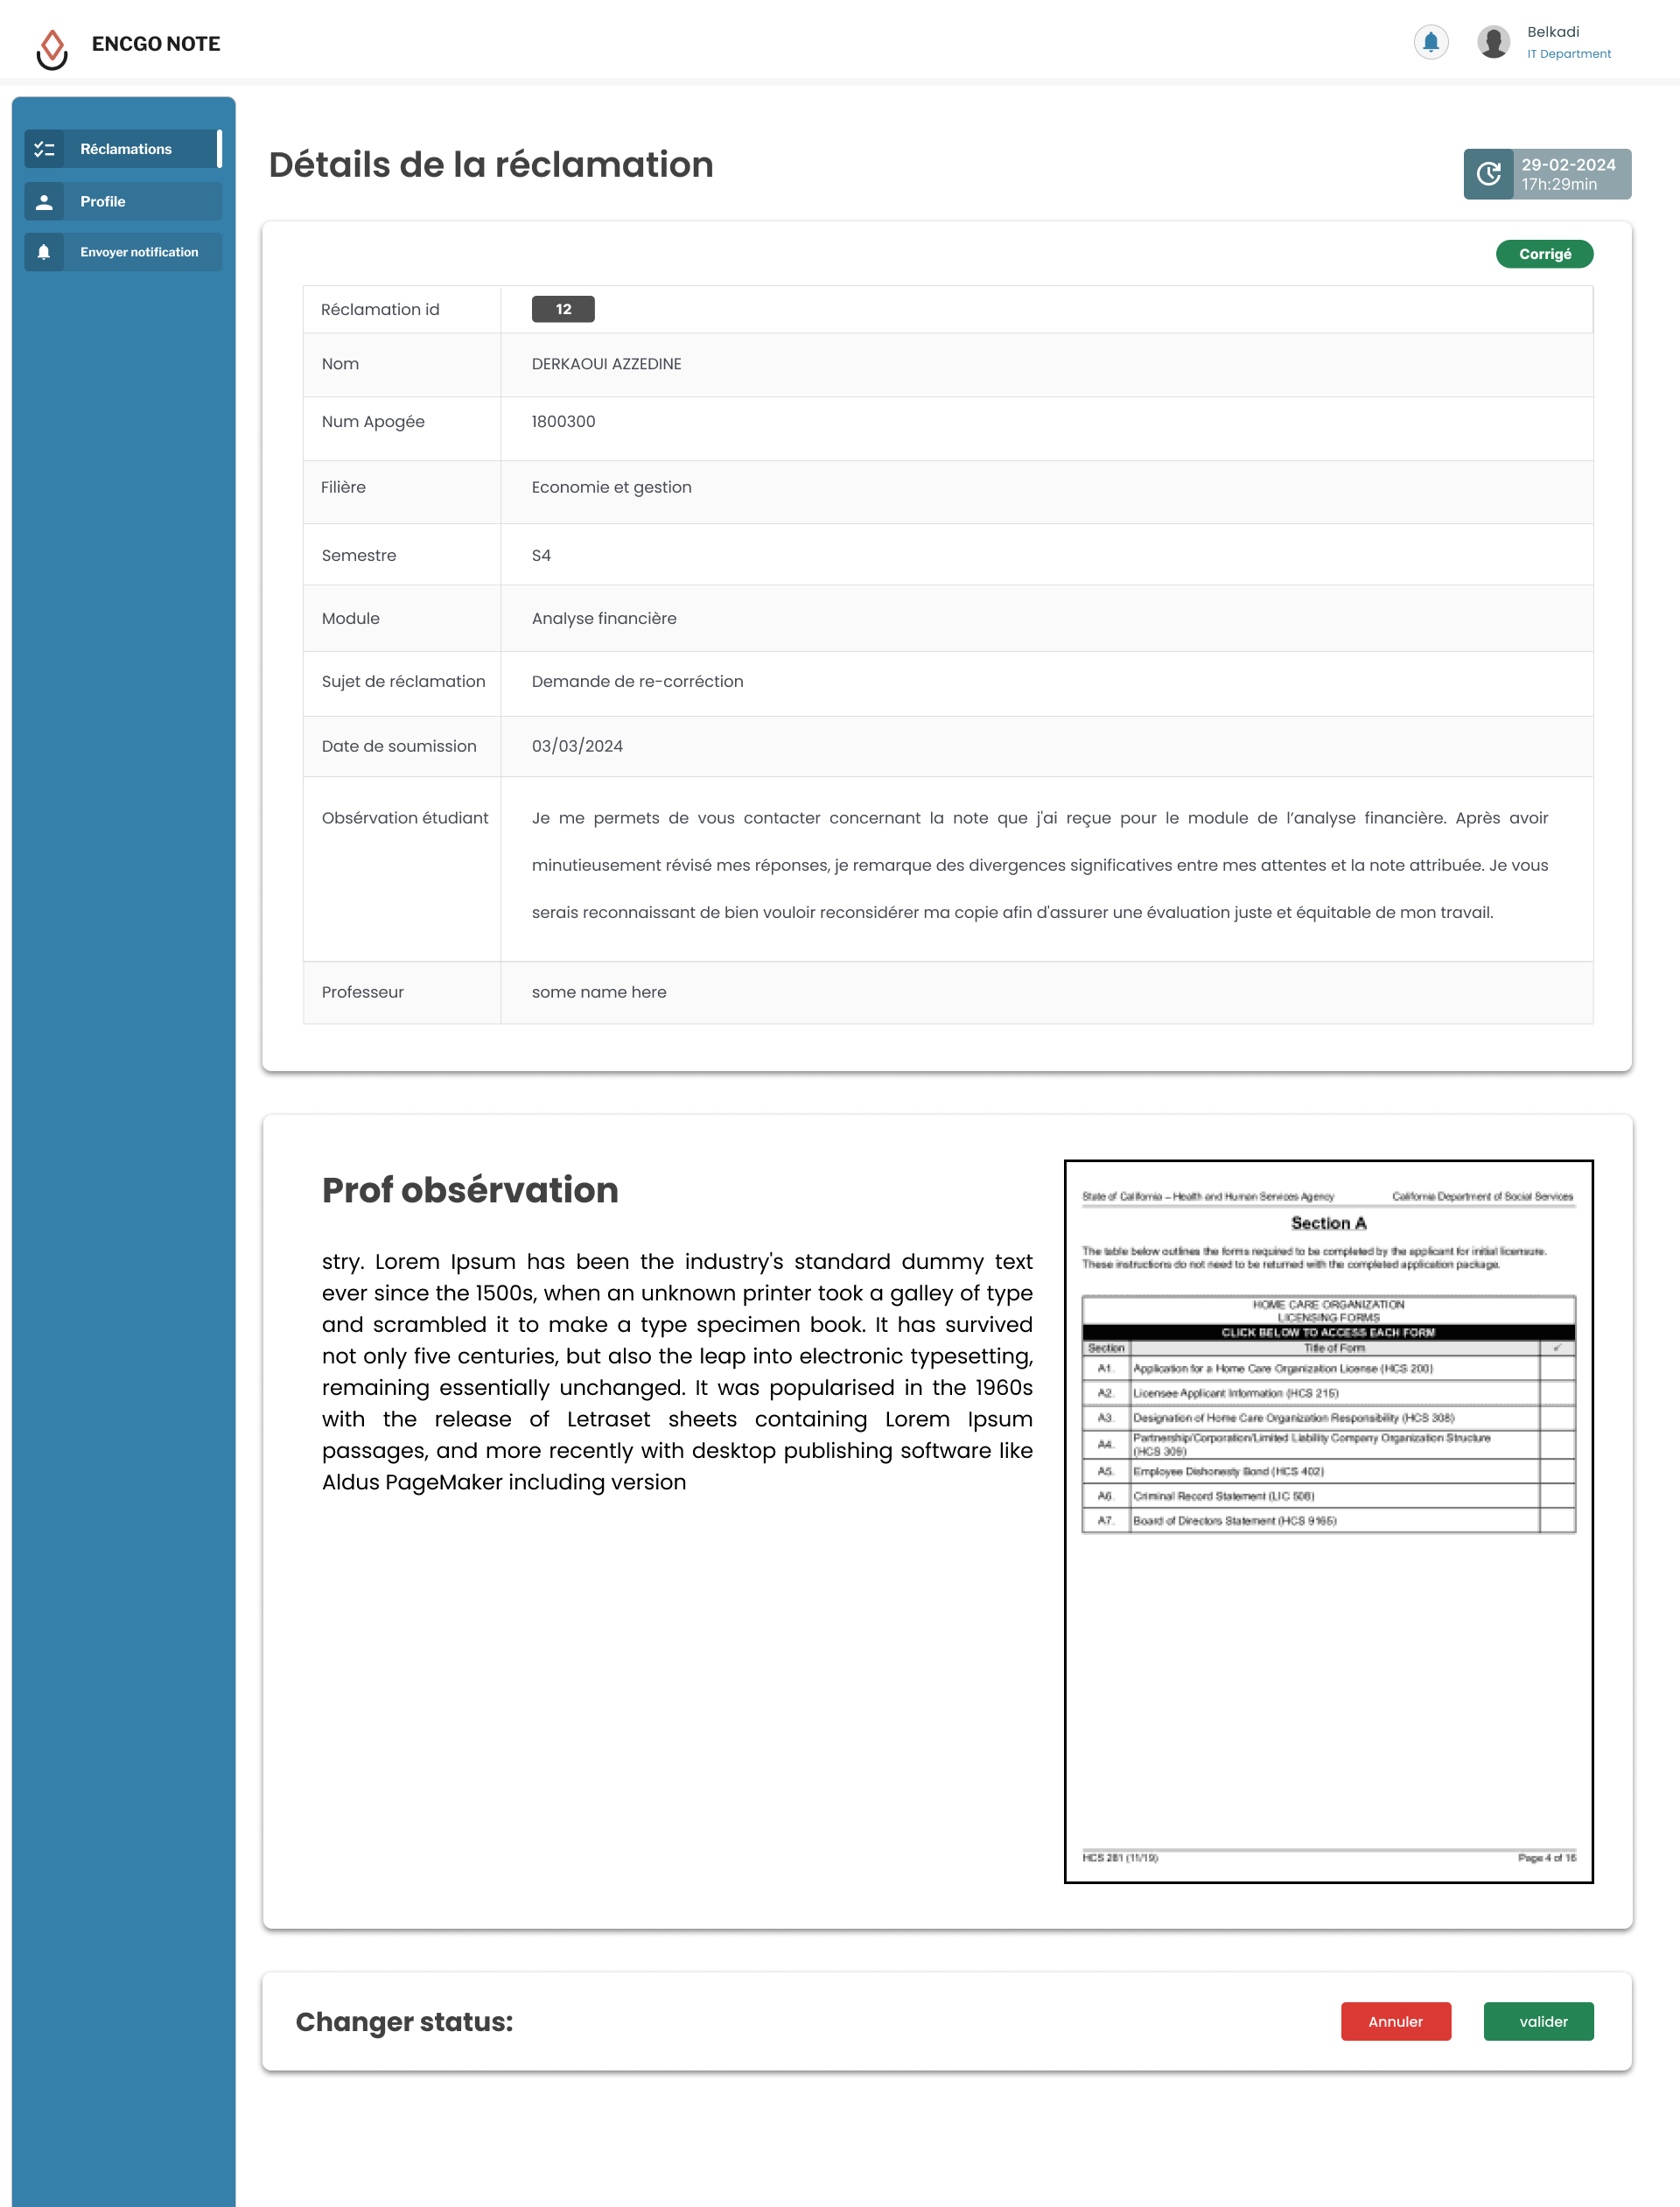 ENCGO NOTE
Belkadi
IT Department
Réclamations
Profile
Envoyer notification
Détails de la réclamation
29-02-2024
17h:29min
Corrigé
Réclamation id 12
Nom DERKAOUI AZZEDINE
Num Apogée 1800300
Filière Economie et gestion
Semestre S4
Module Analyse financière
Sujet de réclamation Demande de re-corréction
Date de soumission 03/03/2024
Obsérvation étudiant Je me permets de vous contacter concernant la note que j'ai reçue pour le module de l'analyse financière. Après avoir
minutieusement révisé mes réponses, je remarque des divergences significatives entre mes attentes et la note attribuée. Je vous
serais reconnaissant de bien vouloir reconsidérer ma copie afin d'assurer une évaluation juste et équitable de mon travail.
Professeur some name here
Prof obsérvation
stry. Lorem Ipsum has been the industry's standard dummy text
ever since the 1500s, when an unknown printer took a galley of type
and scrambled it to make a type specimen book. It has survived
not only five centuries, but also the leap into electronic typesetting,
remaining essentially unchanged. It was popularised in the 1960s
with the release of Letraset sheets containing Lorem Ipsum
passages, and more recently with desktop publishing software like
Aldus PageMaker including version
State of California – Health and Human Services Agency California Department of Social Services
Section A
The table below outlines the forms required to be completed by the applicant for initial licensure.
These instructions do not need to be returned with the completed application package.
HOME CARE ORGANIZATION
LICENSING FORMS
CLICK BELOW TO ACCESS EACH FORM
Section Title of Form ✓
A1. Application for a Home Care Organization License (HCS 200)
A2. Licensee Applicant Information (HCS 215)
A3. Designation of Home Care Organization Responsibility (HCS 308)
A4. Partnership/Corporation/Limited Liability Company Organization Structure
(HCS 309)
A5. Employee Dishonesty Bond (HCS 402)
A6. Criminal Record Statement (LIC 508)
A7. Board of Directors Statement (HCS 9165)
HCS 281 (11/19) Page 4 of 16
Changer status:
Annuler
valider